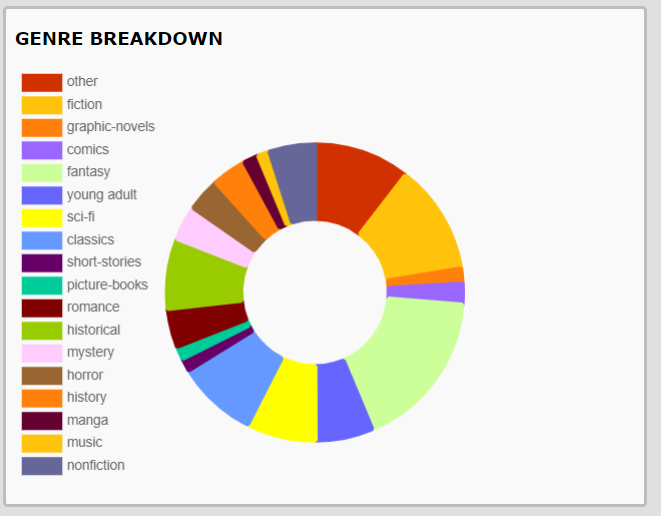 GENRE BREAKDOWN
other
fiction
graphic-novels
comics
fantasy
young adult
sci-fi
classics
short-stories
picture-books
romance
historical
mystery
horror
history
manga
music
nonfiction